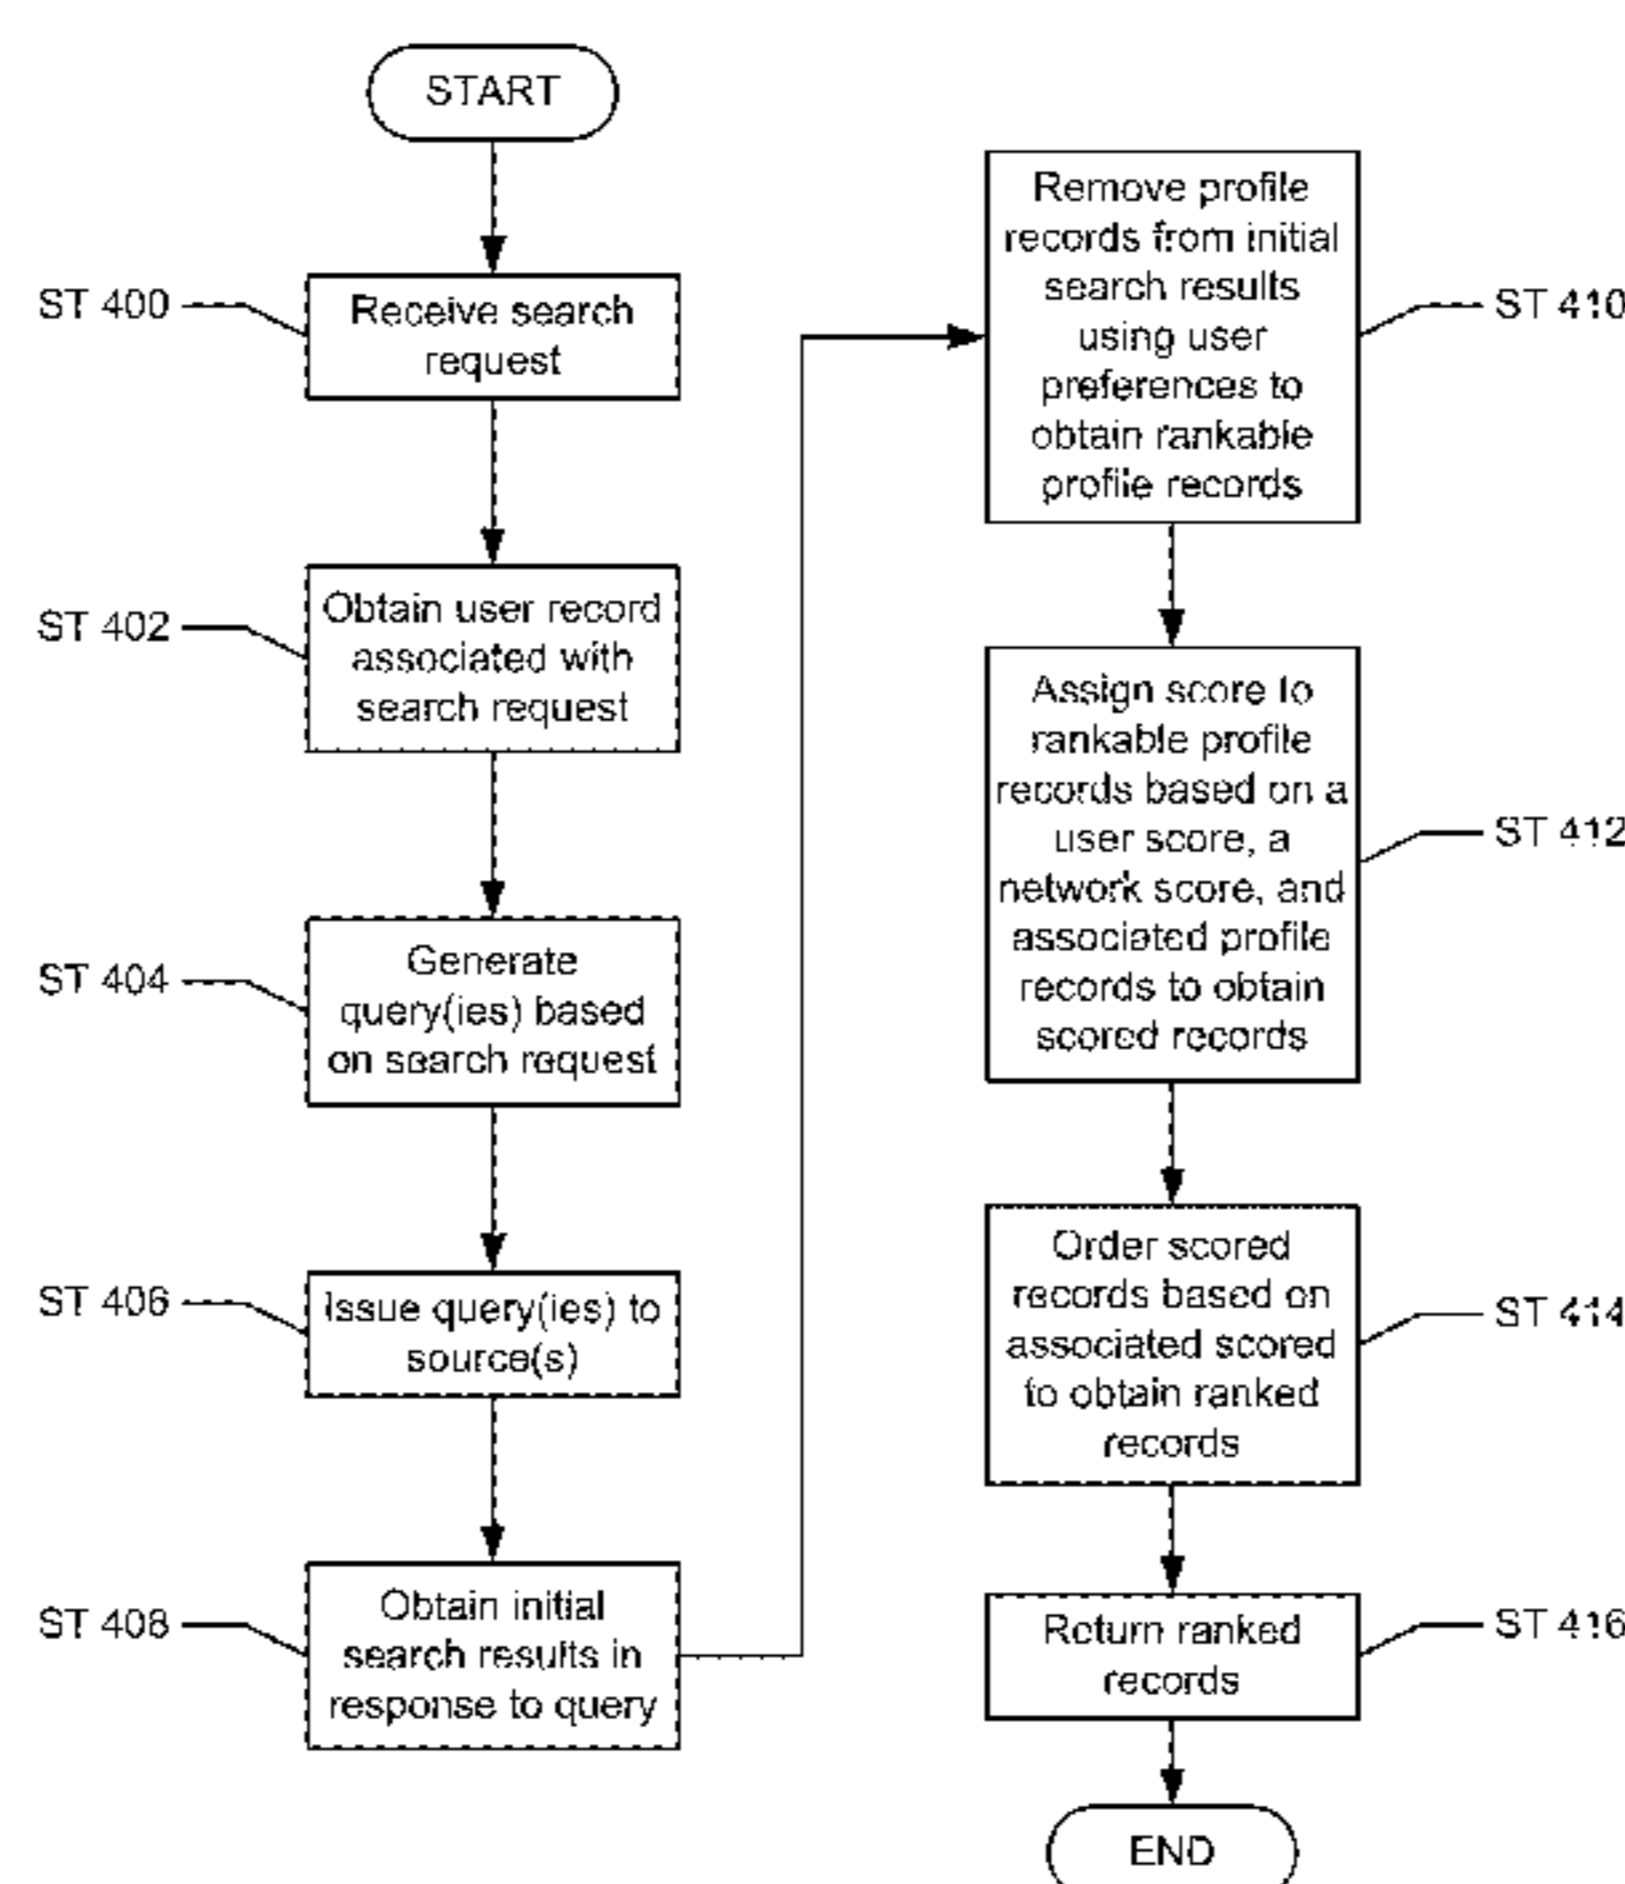 START
ST 400
Receive search
request
ST 402
Obtain user record
associated with
search request
ST 404
Generate
query(ies) based
on search request
ST 406
Issue query(ies) to
source(s)
ST 408
Obtain initial
search results in
response to query
Remove profile
records from initial
search results
using user
preferences to
obtain rankable
profile records
ST 410
Assign score to
rankable profile
records based on a
user score, a
network score, and
associated profile
records to obtain
scored records
ST 412
Order scored
records based on
associated scored
to obtain ranked
records
ST 414
Return ranked
records
ST 416
END